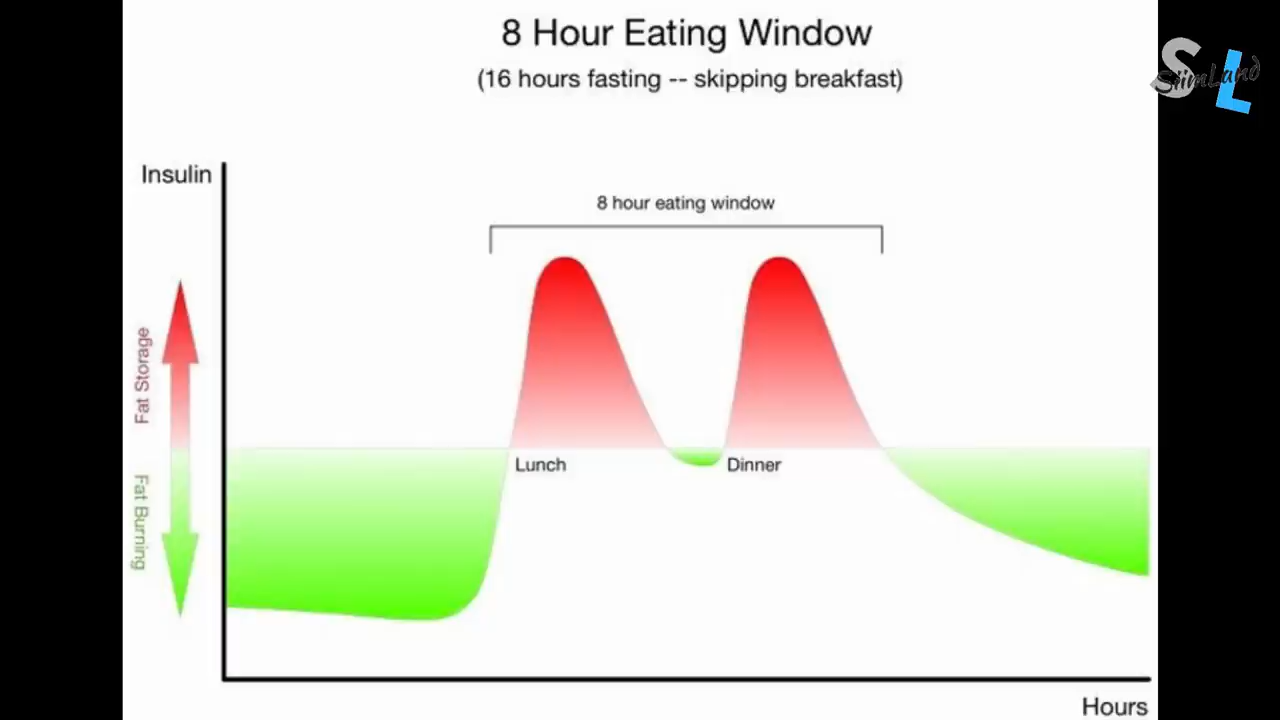 8 Hour Eating Window
(16 hours fasting -- skipping breakfast)
S L
SiimLand
Insulin
8 hour eating window
Fat Storage
Fat Burning
Lunch
Dinner
Hours